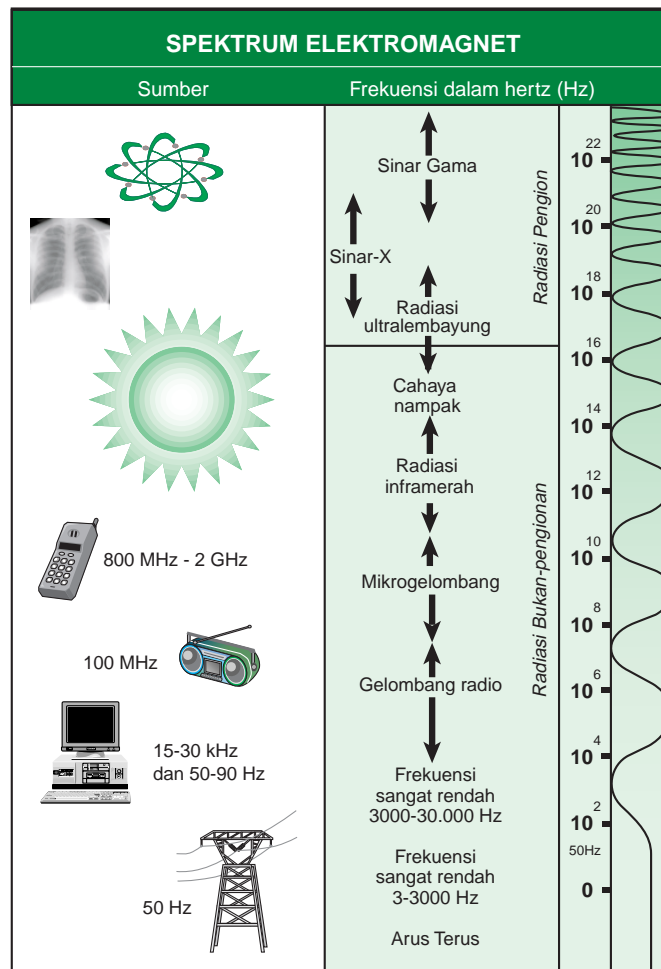 SPEKTRUM ELEKTROMAGNET
Sumber
Frekuensi dalam hertz (Hz)
Sinar Gama
Sinar-X
Radiasi
ultralembayung
Cahaya
nampak
Radiasi
inframerah
Mikrogelombang
Gelombang radio
Frekuensi
sangat rendah
3000-30.000 Hz
Frekuensi
sangat rendah
3-3000 Hz
Arus Terus
800 MHz - 2 GHz
100 MHz
15-30 kHz
dan 50-90 Hz
50 Hz
Radiasi Pengion
Radiasi Bukan-pengionan
10^22
10^20
10^18
10^16
10^14
10^12
10^10
10^8
10^6
10^4
10^2
50Hz
0